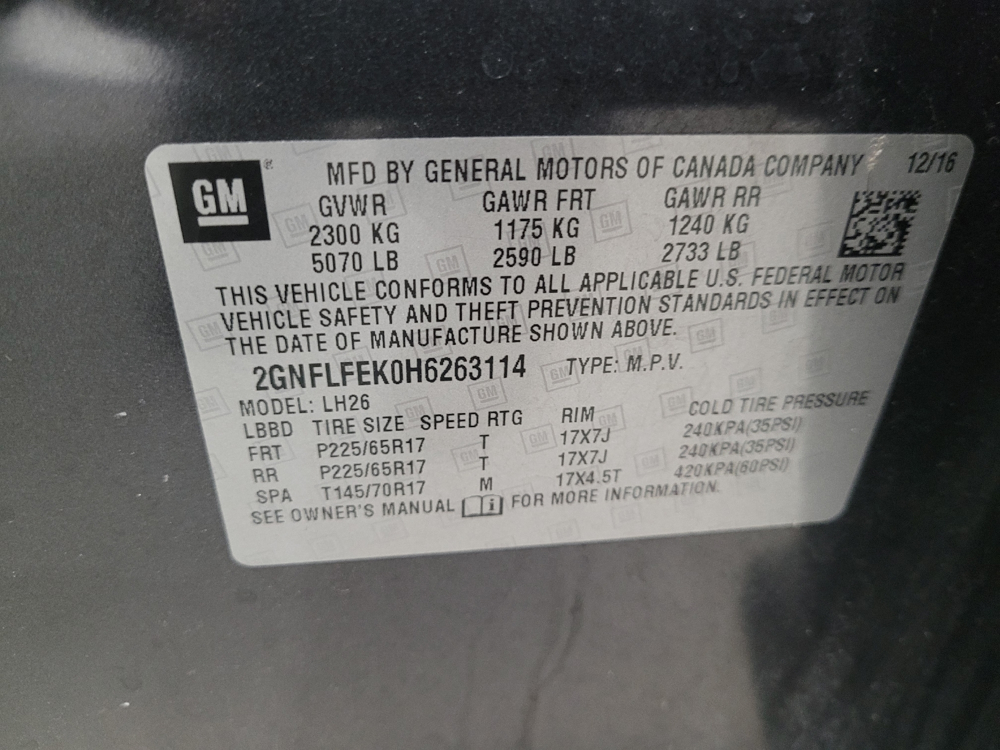 GM
MFD BY GENERAL MOTORS OF CANADA COMPANY 12/16
GVWR GAWR FRT GAWR RR
2300 KG 1175 KG 1240 KG
5070 LB 2590 LB 2733 LB
THIS VEHICLE CONFORMS TO ALL APPLICABLE U.S. FEDERAL MOTOR
VEHICLE SAFETY AND THEFT PREVENTION STANDARDS IN EFFECT ON
THE DATE OF MANUFACTURE SHOWN ABOVE.
2GNFLFEK0H6263114 TYPE: M.P.V.
MODEL: LH26
LBBD TIRE SIZE SPEED RTG RIM COLD TIRE PRESSURE
FRT P225/65R17 T 17X7J 240KPA(35PSI)
RR P225/65R17 T 17X7J 240KPA(35PSI)
SPA T145/70R17 M 17X4.5T 420KPA(60PSI)
SEE OWNER'S MANUAL FOR MORE INFORMATION.